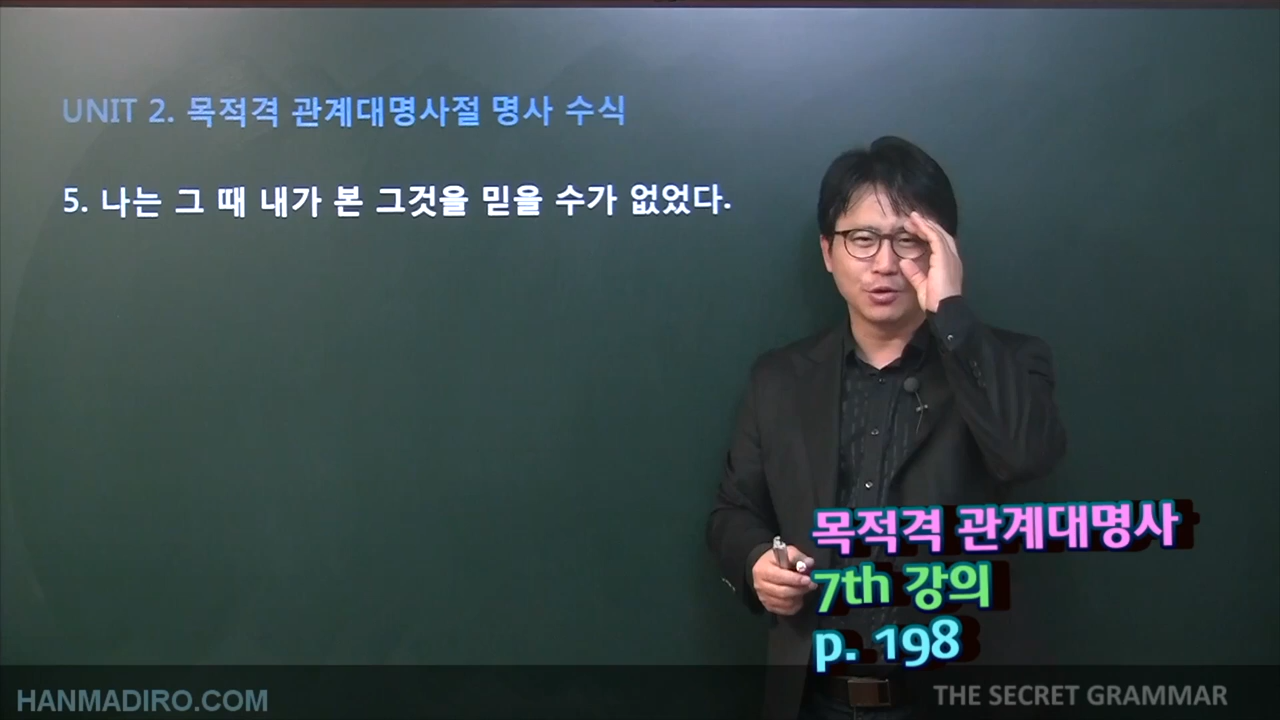 UNIT 2. 목적격 관계대명사절 명사 수식
5. 나는 그 때 내가 본 그것을 믿을 수가 없었다.
목적격 관계대명사
7th 강의
p. 198
HANMADIRO.COM
THE SECRET GRAMMAR